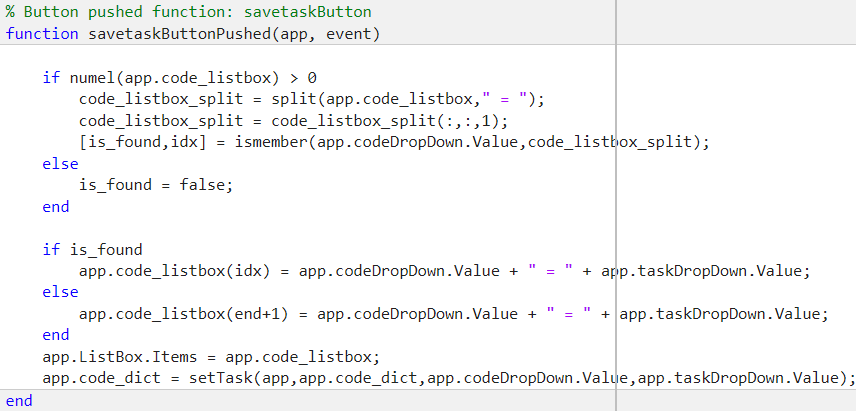 % Button pushed function: savetaskButton
function savetaskButtonPushed(app, event)
if numel(app.code_listbox) > 0
code_listbox_split = split(app.code_listbox," = ");
code_listbox_split = code_listbox_split(:,:,1);
[is_found,idx] = ismember(app.codeDropDown.Value,code_listbox_split);
else
is_found = false;
end
if is_found
app.code_listbox(idx) = app.codeDropDown.Value + " = " + app.taskDropDown.Value;
else
app.code_listbox(end+1) = app.codeDropDown.Value + " = " + app.taskDropDown.Value;
end
app.ListBox.Items = app.code_listbox;
app.code_dict = setTask(app,app.code_dict,app.codeDropDown.Value,app.taskDropDown.Value);
end